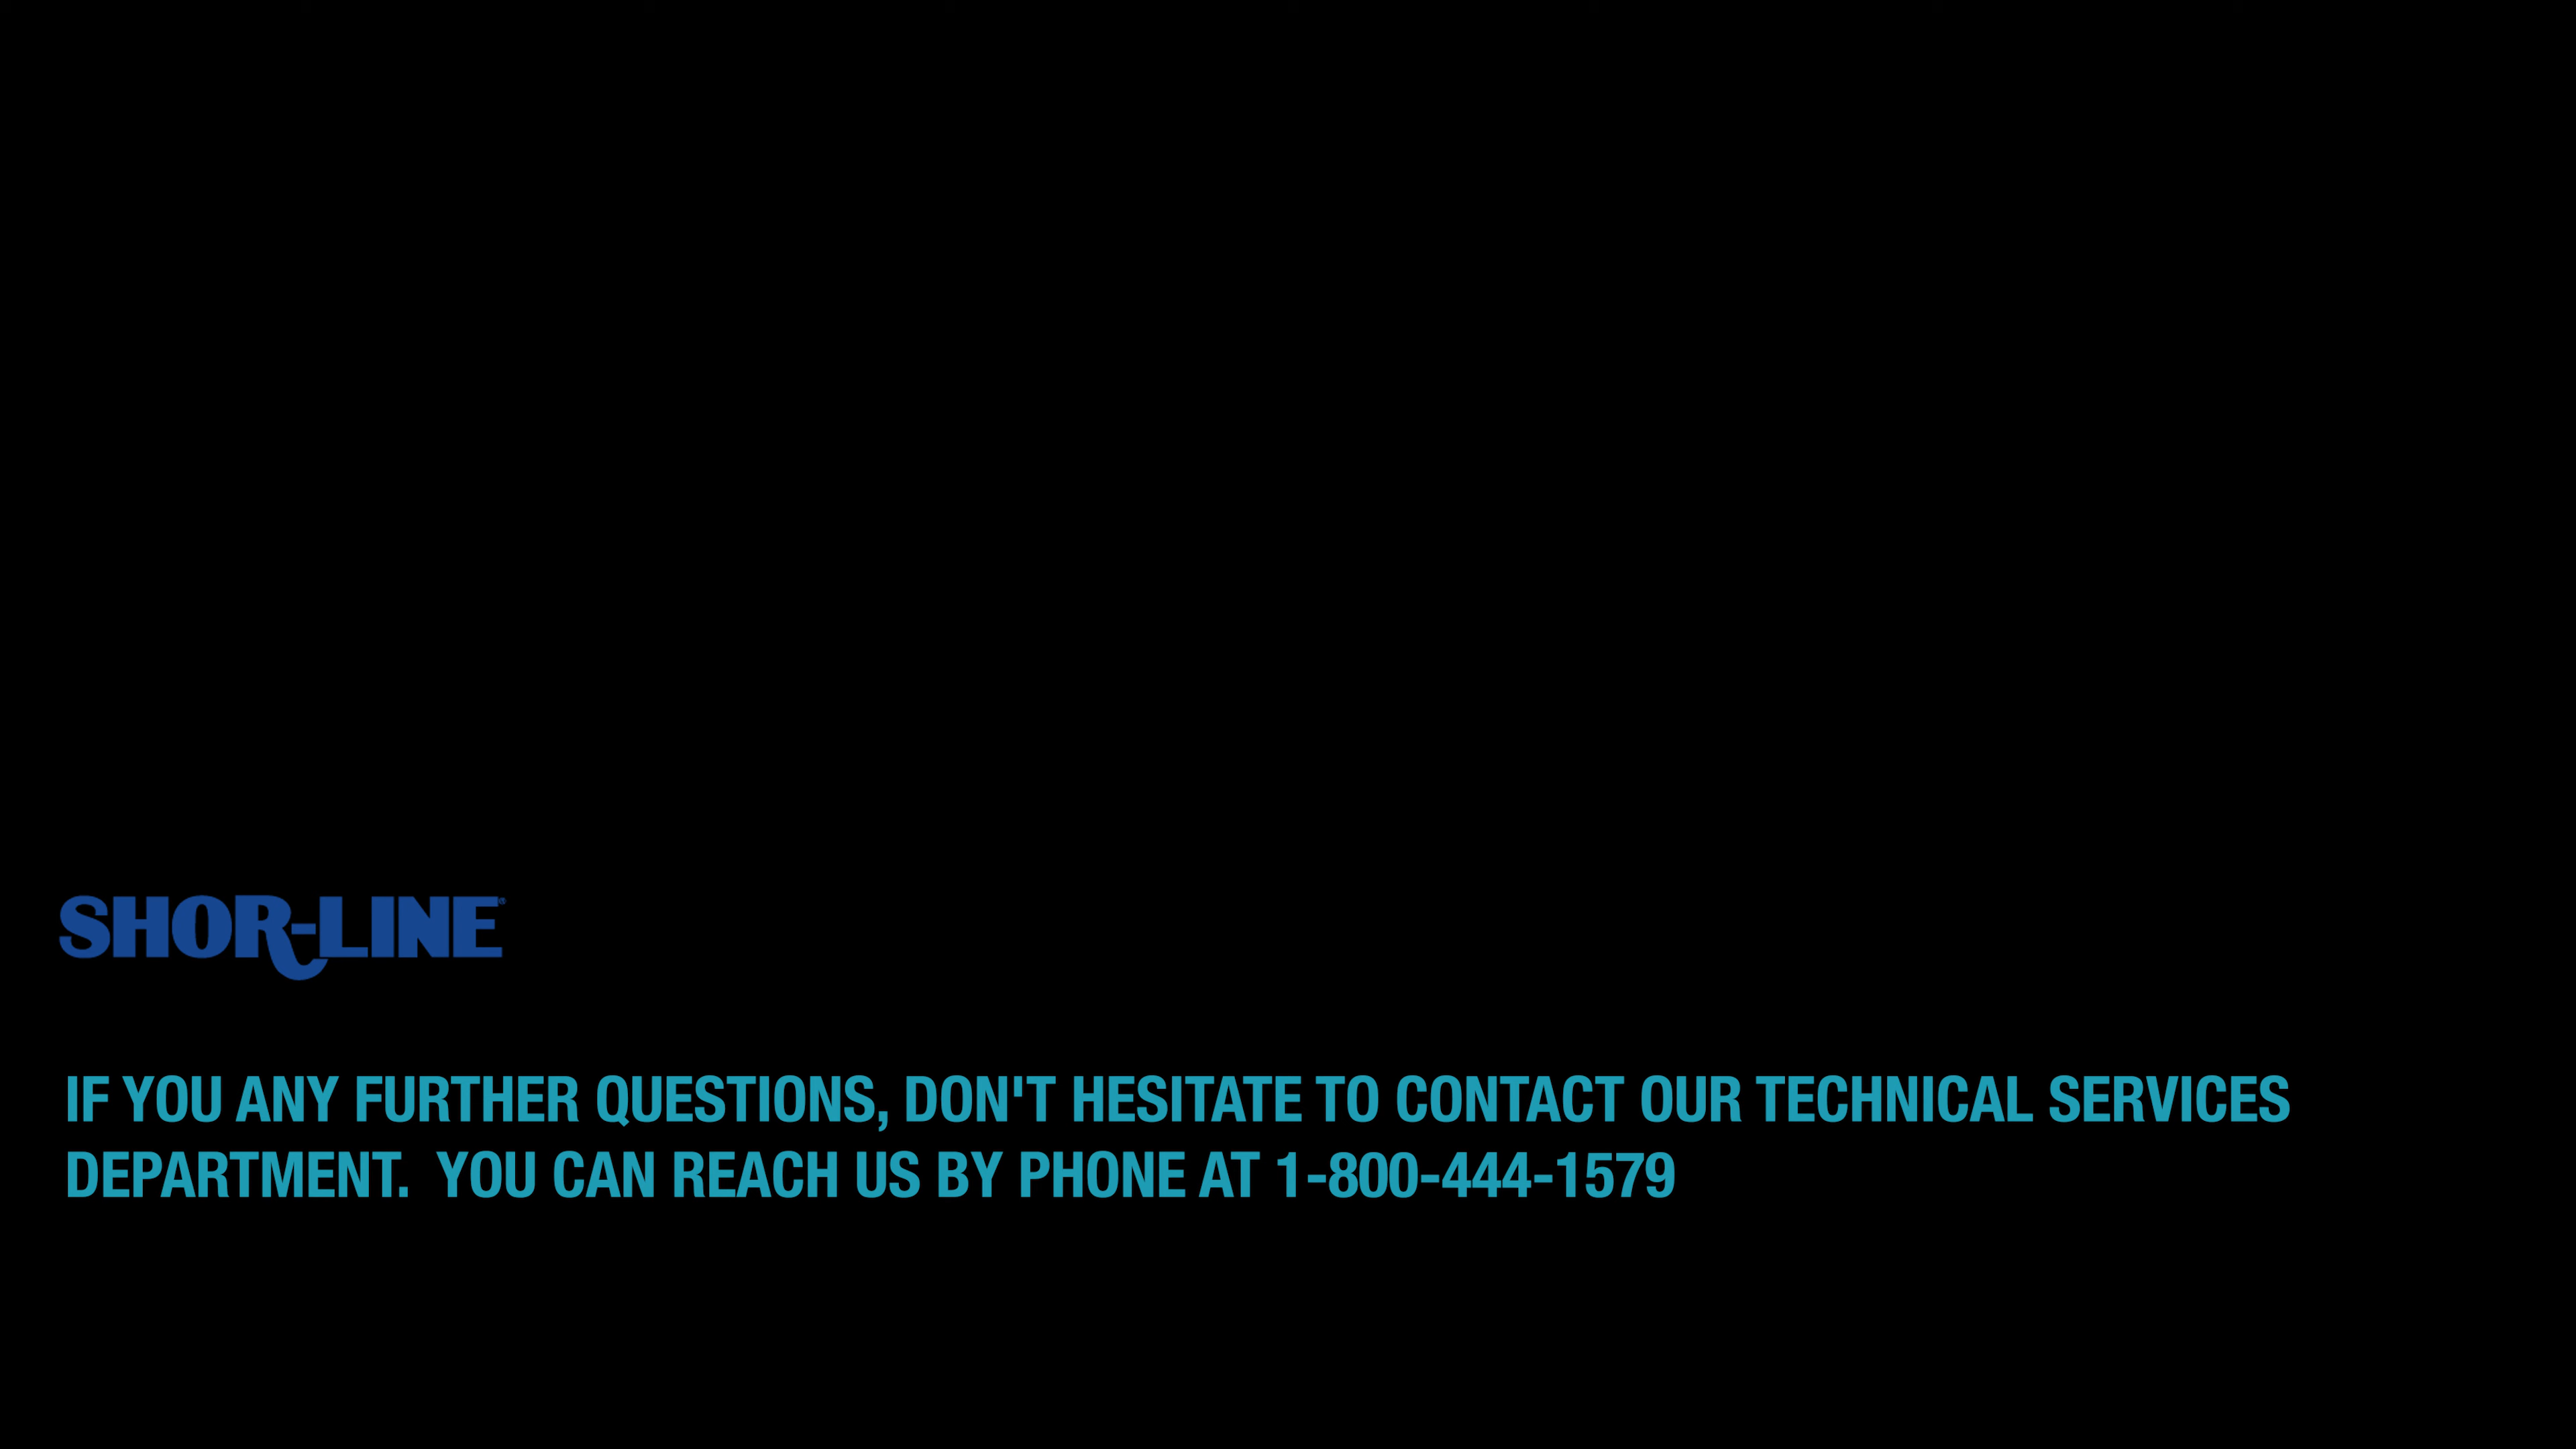 SHOR-LINE®
IF YOU ANY FURTHER QUESTIONS, DON'T HESITATE TO CONTACT OUR TECHNICAL SERVICES
DEPARTMENT.  YOU CAN REACH US BY PHONE AT 1-800-444-1579